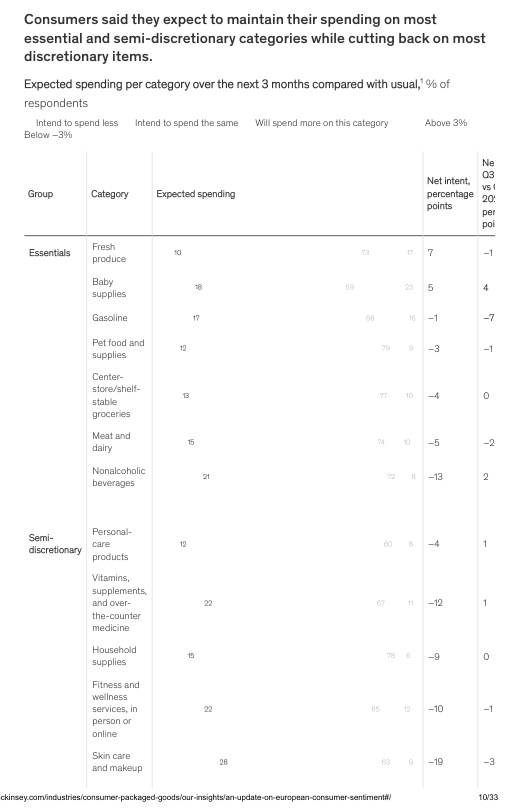 Consumers said they expect to maintain their spending on most
essential and semi-discretionary categories while cutting back on most
discretionary items.
Expected spending per category over the next 3 months compared with usual,¹ % of
respondents
Intend to spend less Intend to spend the same Will spend more on this category Above 3%
Below −3%
Group Category Expected spending Net intent, percentage points
Essentials Fresh produce 10 73 17 7 −1
Baby supplies 18 59 23 5 4
Gasoline 17 68 16 −1 −7
Pet food and supplies 12 79 9 −3 −1
Center-store/shelf-stable groceries 13 77 10 −4 0
Meat and dairy 15 74 10 −5 −2
Nonalcoholic beverages 21 72 8 −13 2
Semi-discretionary Personal-care products 12 80 8 −4 1
Vitamins, supplements, and over-the-counter medicine 22 67 11 −12 1
Household supplies 15 78 6 −9 0
Fitness and wellness services, in person or online 22 65 12 −10 −1
Skin care and makeup 28 63 9 −19 −3
ckinsey.com/industries/consumer-packaged-goods/our-insights/an-update-on-european-consumer-sentiment#/ 10/33